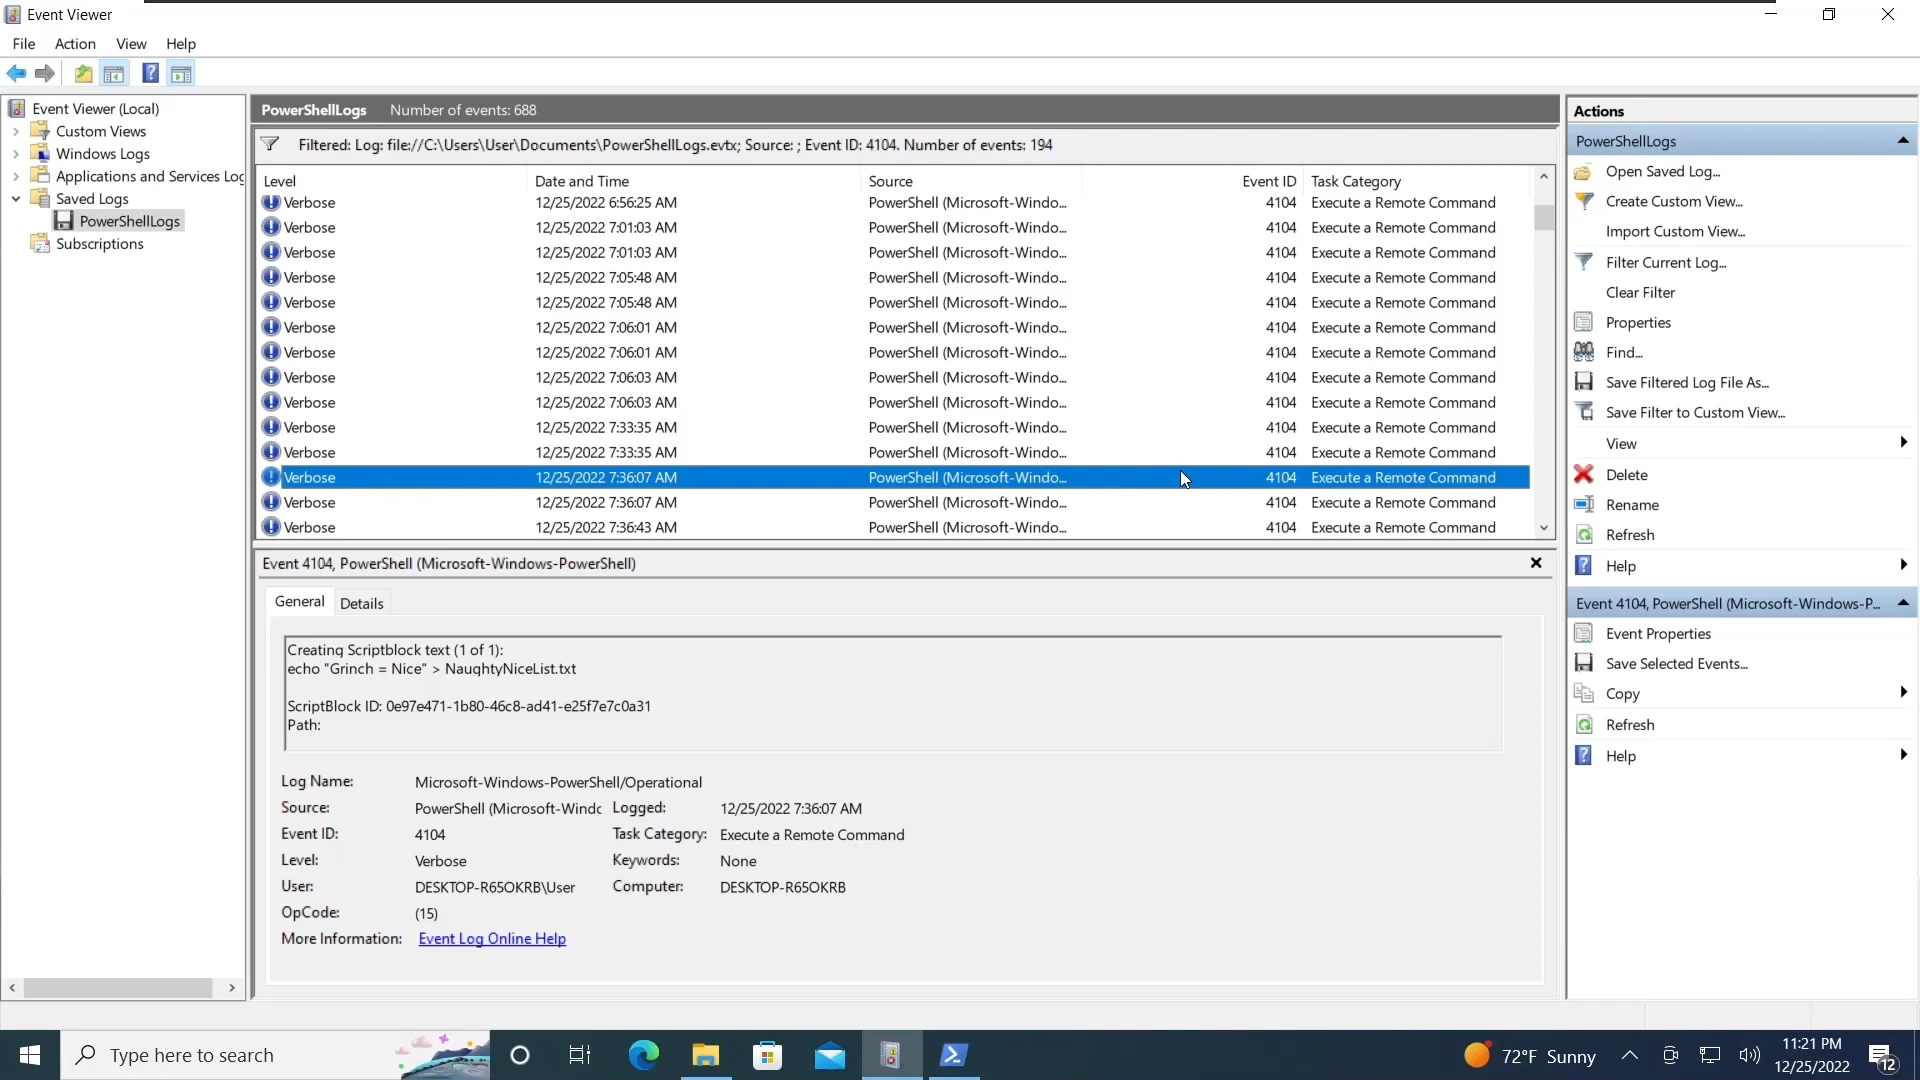 Event Viewer
File Action View Help
Event Viewer (Local)
Custom Views
Windows Logs
Applications and Services Log
Saved Logs
PowerShellLogs
Subscriptions
PowerShellLogs Number of events: 688
Filtered: Log: file://C:\Users\User\Documents\PowerShellLogs.evtx; Source: ; Event ID: 4104. Number of events: 194
Level Date and Time Source Event ID Task Category
Verbose 12/25/2022 6:56:25 AM PowerShell (Microsoft-Windo... 4104 Execute a Remote Command
Verbose 12/25/2022 7:01:03 AM PowerShell (Microsoft-Windo... 4104 Execute a Remote Command
Verbose 12/25/2022 7:01:03 AM PowerShell (Microsoft-Windo... 4104 Execute a Remote Command
Verbose 12/25/2022 7:05:48 AM PowerShell (Microsoft-Windo... 4104 Execute a Remote Command
Verbose 12/25/2022 7:05:48 AM PowerShell (Microsoft-Windo... 4104 Execute a Remote Command
Verbose 12/25/2022 7:06:01 AM PowerShell (Microsoft-Windo... 4104 Execute a Remote Command
Verbose 12/25/2022 7:06:01 AM PowerShell (Microsoft-Windo... 4104 Execute a Remote Command
Verbose 12/25/2022 7:06:03 AM PowerShell (Microsoft-Windo... 4104 Execute a Remote Command
Verbose 12/25/2022 7:06:03 AM PowerShell (Microsoft-Windo... 4104 Execute a Remote Command
Verbose 12/25/2022 7:33:35 AM PowerShell (Microsoft-Windo... 4104 Execute a Remote Command
Verbose 12/25/2022 7:33:35 AM PowerShell (Microsoft-Windo... 4104 Execute a Remote Command
Verbose 12/25/2022 7:36:07 AM PowerShell (Microsoft-Windo... 4104 Execute a Remote Command
Verbose 12/25/2022 7:36:07 AM PowerShell (Microsoft-Windo... 4104 Execute a Remote Command
Verbose 12/25/2022 7:36:43 AM PowerShell (Microsoft-Windo... 4104 Execute a Remote Command
Event 4104, PowerShell (Microsoft-Windows-PowerShell)
General Details
Creating Scriptblock text (1 of 1):
echo "Grinch = Nice" > NaughtyNiceList.txt
ScriptBlock ID: 0e97e471-1b80-46c8-ad41-e25f7e7c0a31
Path:
Log Name: Microsoft-Windows-PowerShell/Operational
Source: PowerShell (Microsoft-Windo Logged: 12/25/2022 7:36:07 AM
Event ID: 4104 Task Category: Execute a Remote Command
Level: Verbose Keywords: None
User: DESKTOP-R65OKRB\User Computer: DESKTOP-R65OKRB
OpCode: (15)
More Information: Event Log Online Help
Actions
PowerShellLogs
Open Saved Log...
Create Custom View...
Import Custom View...
Filter Current Log...
Clear Filter
Properties
Find...
Save Filtered Log File As...
Save Filter to Custom View...
View
Delete
Rename
Refresh
Help
Event 4104, PowerShell (Microsoft-Windows-P...
Event Properties
Save Selected Events...
Copy
Refresh
Help
Type here to search
72°F Sunny
11:21 PM
12/25/2022
12